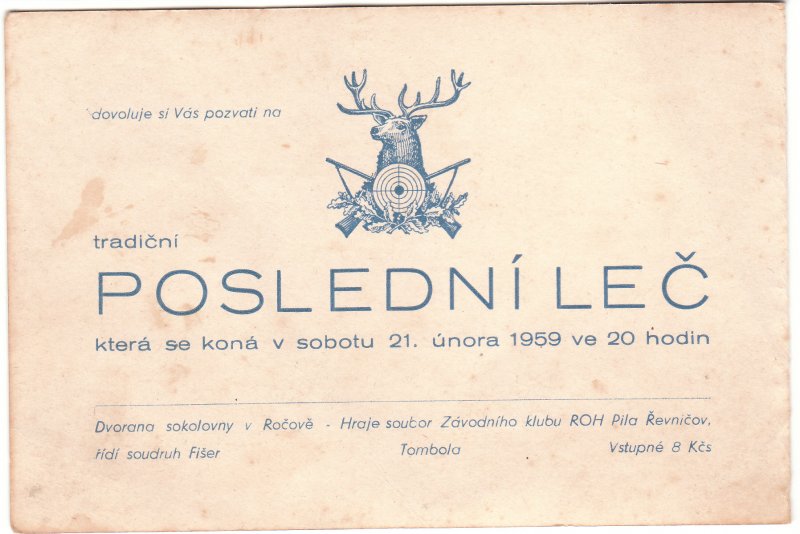 dovoluje si Vás pozvati na
tradiční
POSLEDNÍ LEČ
která se koná v sobotu 21. února 1959 ve 20 hodin
Dvorana sokolovny v Ročově - Hraje soubor Závodního klubu ROH Pila Řevničov,
řídí soudruh Fišer Tombola Vstupné 8 Kčs